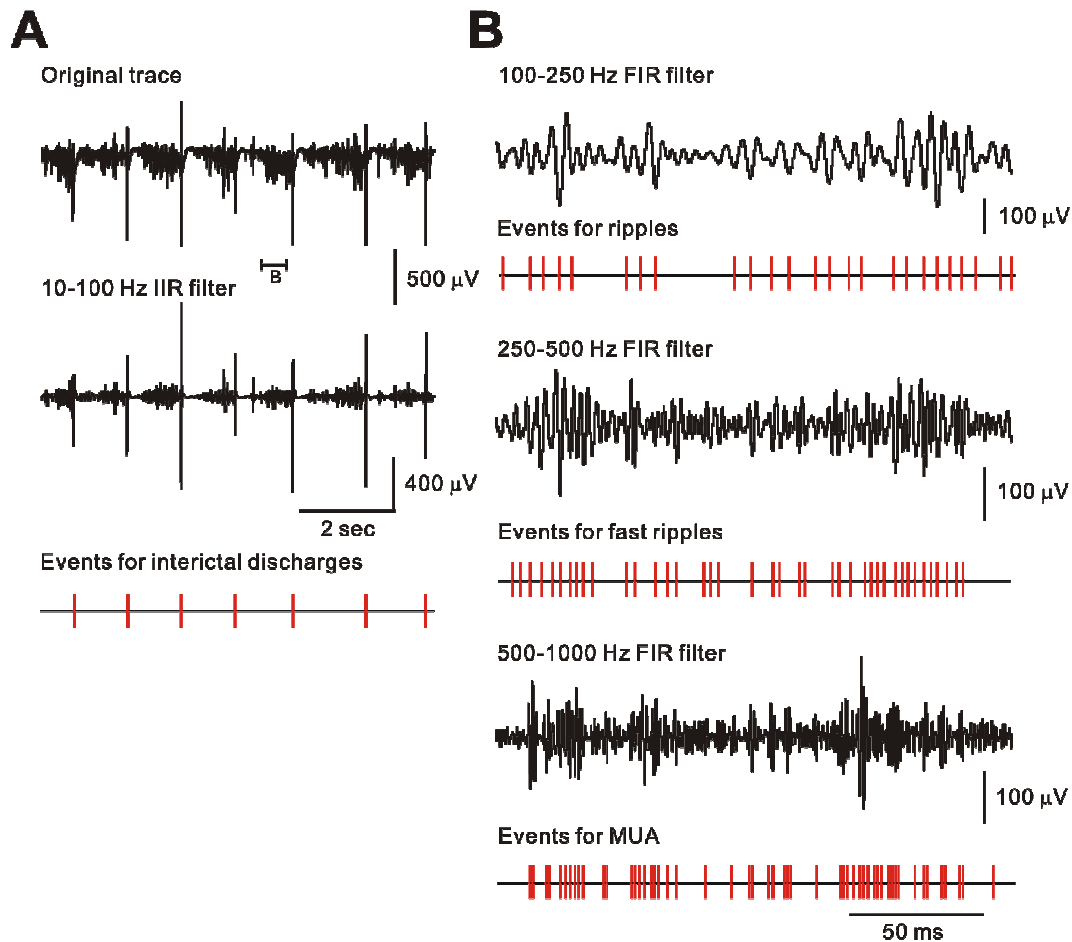 A
Original trace
B
500 µV
10-100 Hz IIR filter
400 µV
2 sec
Events for interictal discharges
B
100-250 Hz FIR filter
100 µV
Events for ripples
250-500 Hz FIR filter
100 µV
Events for fast ripples
500-1000 Hz FIR filter
100 µV
Events for MUA
50 ms